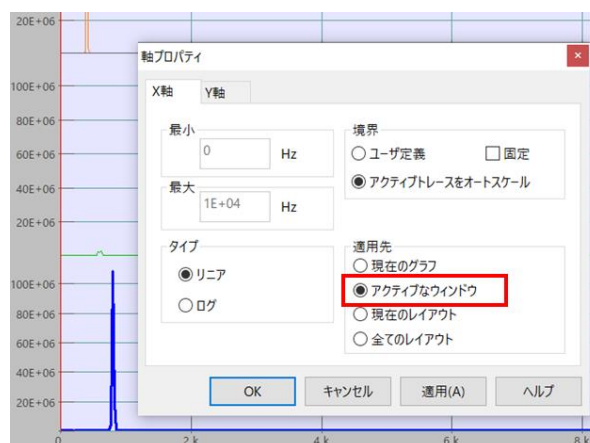 20E+06
軸プロパティ
X軸 Y軸
100E+06
80E+06
60E+06
40E+06
20E+06
最小
0 Hz
最大
1E+04 Hz
境界
ユーザ定義 固定
アクティブトレースをオートスケール
タイプ
リニア
ログ
適用先
現在のグラフ
アクティブなウィンドウ
現在のレイアウト
全てのレイアウト
100E+06
80E+06
60E+06
40E+06
20E+06
OK キャンセル 適用(A) ヘルプ
0 2 k 4 k 6 k 8 k